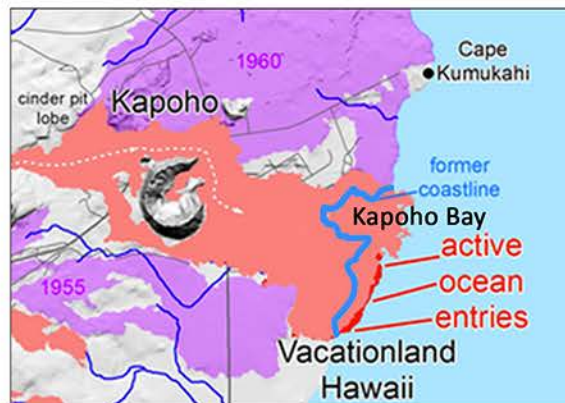 1960
Cape
Kumukahi
Kapoho
cinder pit
lobe
former
coastline
Kapoho Bay
active
ocean
entries
1955
Vacationland
Hawaii